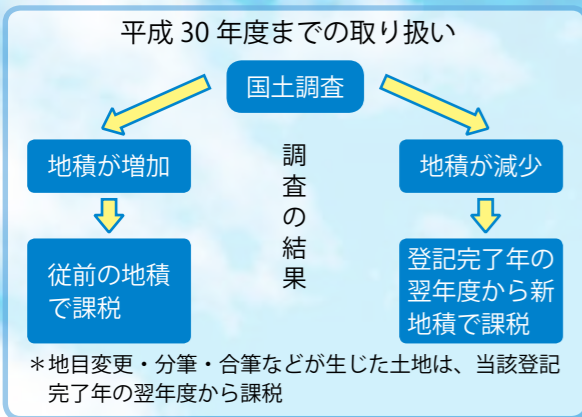 平成 30 年度までの取り扱い
国土調査
地積が増加
調査の結果
地積が減少
従前の地積
で課税
登記完了年の
翌年度から新
地積で課税
＊地目変更・分筆・合筆などが生じた土地は、当該登記
完了年の翌年度から課税